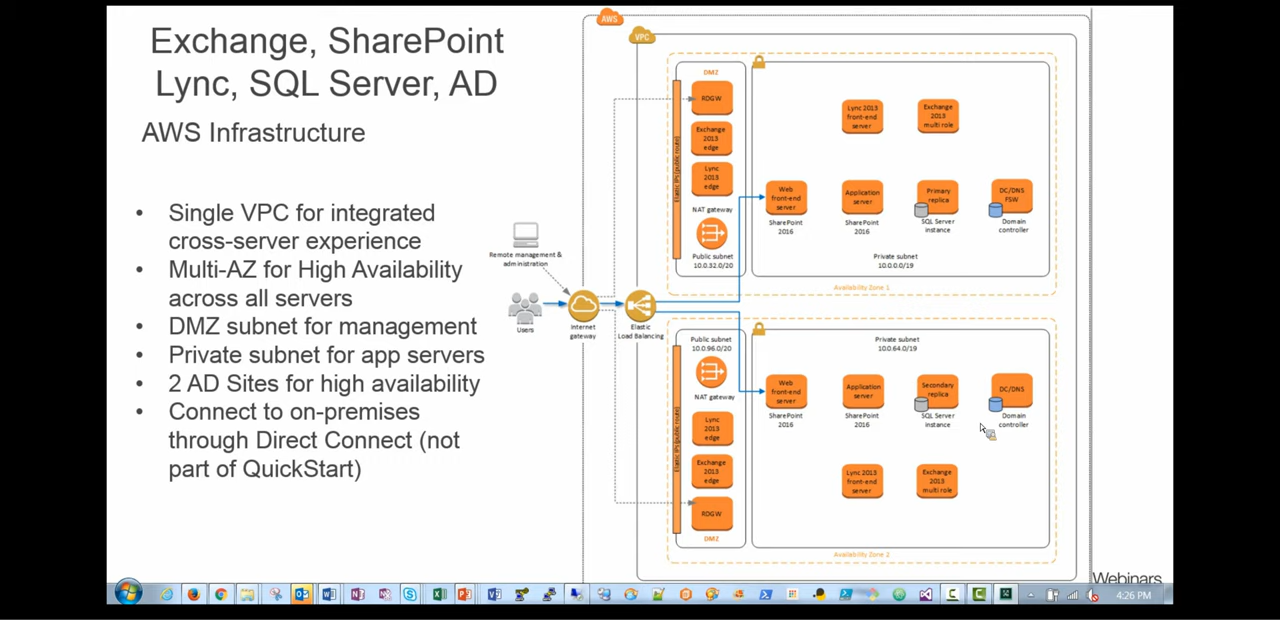 Exchange, SharePoint
Lync, SQL Server, AD
AWS Infrastructure
• Single VPC for integrated
cross-server experience
• Multi-AZ for High Availability
across all servers
• DMZ subnet for management
• Private subnet for app servers
• 2 AD Sites for high availability
• Connect to on-premises
through Direct Connect (not
part of QuickStart)
AWS
VPC
Remote management &
administration
Users
Internet
gateway
Elastic
Load Balancing
DMZ
RDGW
Exchange
2013
edge
Lync
2013
edge
NAT gateway
Public subnet
10.0.32.0/20
Elastic IPs (public route)
Lync 2013
front-end
server
Exchange
2013
multi role
Web
front-end
server
SharePoint
2016
Application
server
SharePoint
2016
Primary
replica
SQL Server
instance
DC/DNS
FSW
Domain
controller
Private subnet
10.0.0.0/19
Availability Zone 1
Public subnet
10.0.96.0/20
NAT gateway
Elastic IPs (public route)
Lync
2013
edge
Exchange
2013
edge
RDGW
DMZ
Private subnet
10.0.64.0/19
Web
front-end
server
SharePoint
2016
Application
server
SharePoint
2016
Secondary
replica
SQL Server
instance
DC/DNS
Domain
controller
Lync 2013
front-end
server
Exchange
2013
multi role
Availability Zone 2
Webinars
4:26 PM